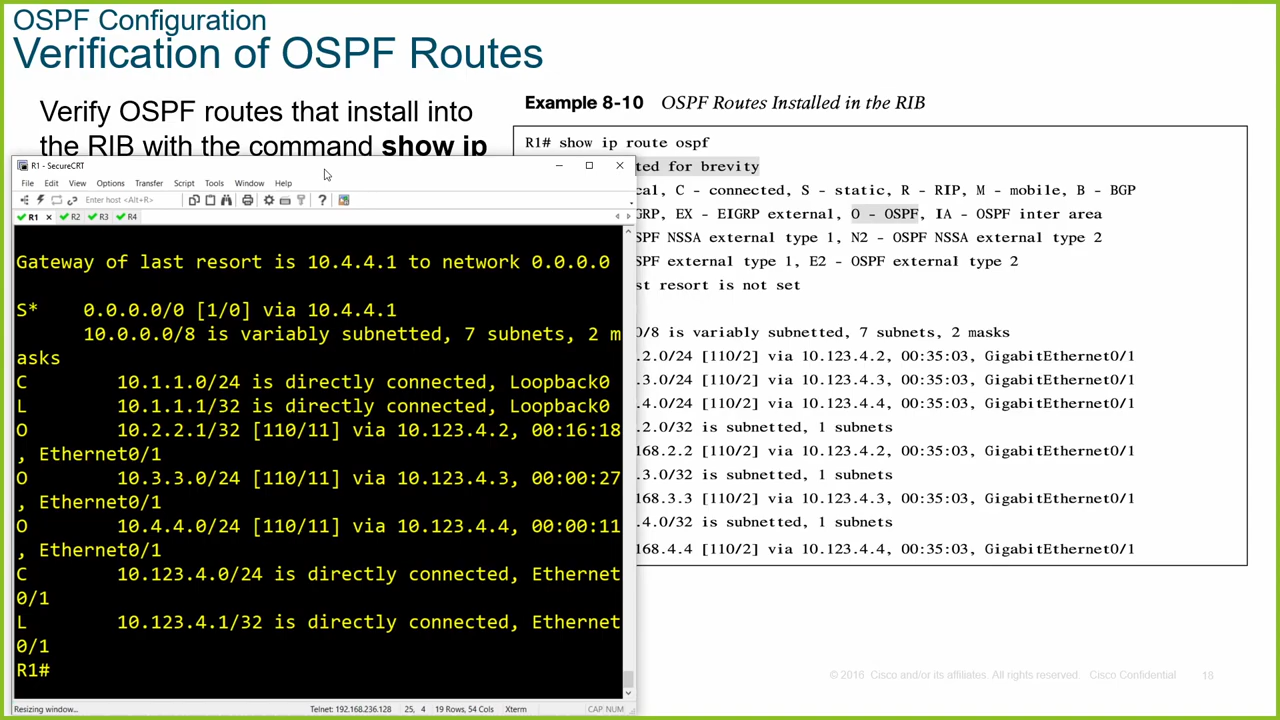 OSPF Configuration
Verification of OSPF Routes
Verify OSPF routes that install into
the RIB with the command show ip
Example 8-10 OSPF Routes Installed in the RIB
R1# show ip route ospf
ted for brevity
cal, C - connected, S - static, R - RIP, M - mobile, B - BGP
GRP, EX - EIGRP external, O - OSPF, IA - OSPF inter area
SPF NSSA external type 1, N2 - OSPF NSSA external type 2
PF external type 1, E2 - OSPF external type 2
st resort is not set
0/8 is variably subnetted, 7 subnets, 2 masks
.2.0/24 [110/2] via 10.123.4.2, 00:35:03, GigabitEthernet0/1
.3.0/24 [110/2] via 10.123.4.3, 00:35:03, GigabitEthernet0/1
.4.0/24 [110/2] via 10.123.4.4, 00:35:03, GigabitEthernet0/1
.2.0/32 is subnetted, 1 subnets
168.2.2 [110/2] via 10.123.4.2, 00:35:03, GigabitEthernet0/1
.3.0/32 is subnetted, 1 subnets
168.3.3 [110/2] via 10.123.4.3, 00:35:03, GigabitEthernet0/1
.4.0/32 is subnetted, 1 subnets
168.4.4 [110/2] via 10.123.4.4, 00:35:03, GigabitEthernet0/1
R1 - SecureCRT
File Edit View Options Transfer Script Tools Window Help
Enter host <Alt+R>
R1 R2 R3 R4
Gateway of last resort is 10.4.4.1 to network 0.0.0.0
S* 0.0.0.0/0 [1/0] via 10.4.4.1
10.0.0.0/8 is variably subnetted, 7 subnets, 2 m
asks
C 10.1.1.0/24 is directly connected, Loopback0
L 10.1.1.1/32 is directly connected, Loopback0
O 10.2.2.1/32 [110/11] via 10.123.4.2, 00:16:18
, Ethernet0/1
O 10.3.3.0/24 [110/11] via 10.123.4.3, 00:00:27
, Ethernet0/1
O 10.4.4.0/24 [110/11] via 10.123.4.4, 00:00:11
, Ethernet0/1
C 10.123.4.0/24 is directly connected, Ethernet
0/1
L 10.123.4.1/32 is directly connected, Ethernet
0/1
R1#
Resizing window... Telnet: 192.168.236.128 25, 4 19 Rows, 54 Cols Xterm CAP NUM
© 2016 Cisco and/or its affiliates. All rights reserved. Cisco Confidential 18